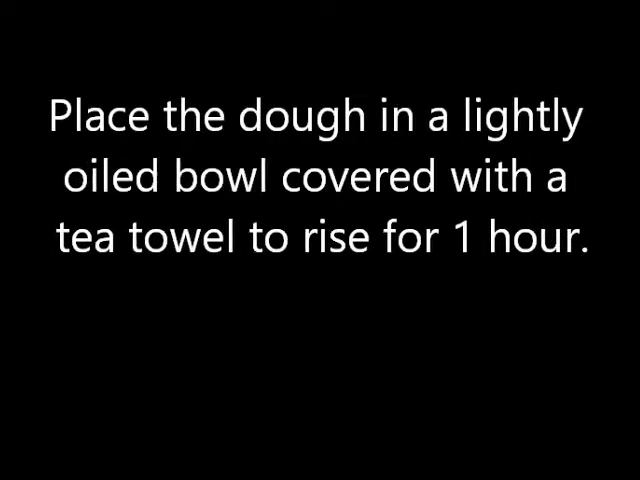 Place the dough in a lightly
oiled bowl covered with a
tea towel to rise for 1 hour.